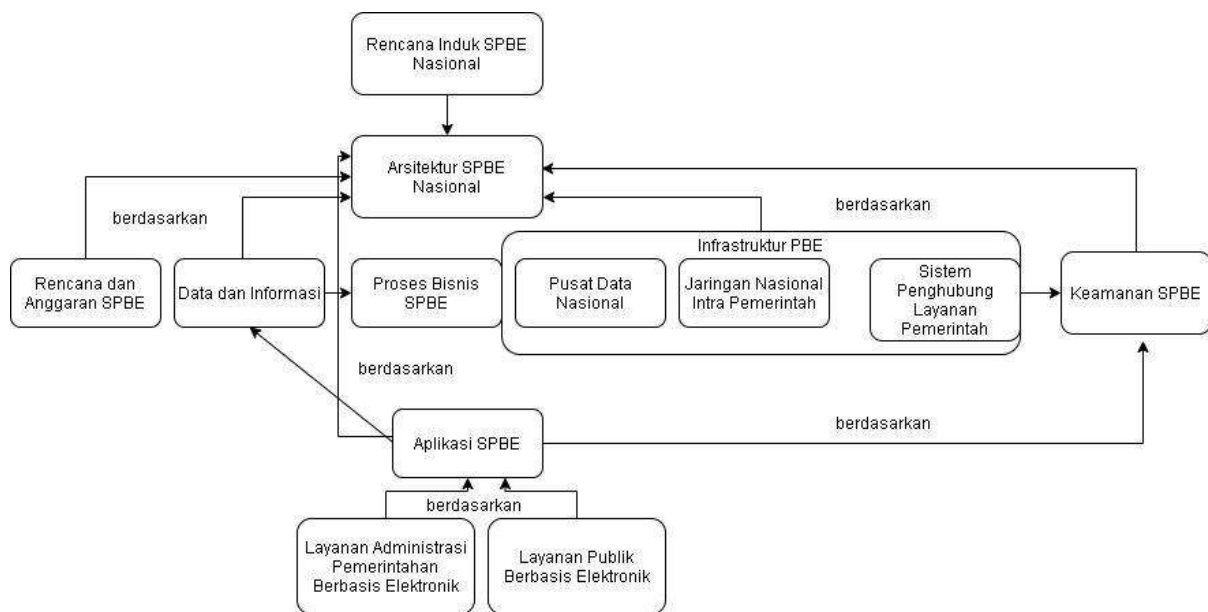 Rencana Induk SPBE
Nasional
Arsitektur SPBE
Nasional
berdasarkan
berdasarkan
Infrastruktur PBE
Rencana dan
Anggaran SPBE
Data dan Informasi
Proses Bisnis
SPBE
Pusat Data
Nasional
Jaringan Nasional
Intra Pemerintah
Sistem
Penghubung
Layanan
Pemerintah
Keamanan SPBE
berdasarkan
Aplikasi SPBE
berdasarkan
berdasarkan
Layanan Administrasi
Pemerintahan
Berbasis Elektronik
Layanan Publik
Berbasis Elektronik